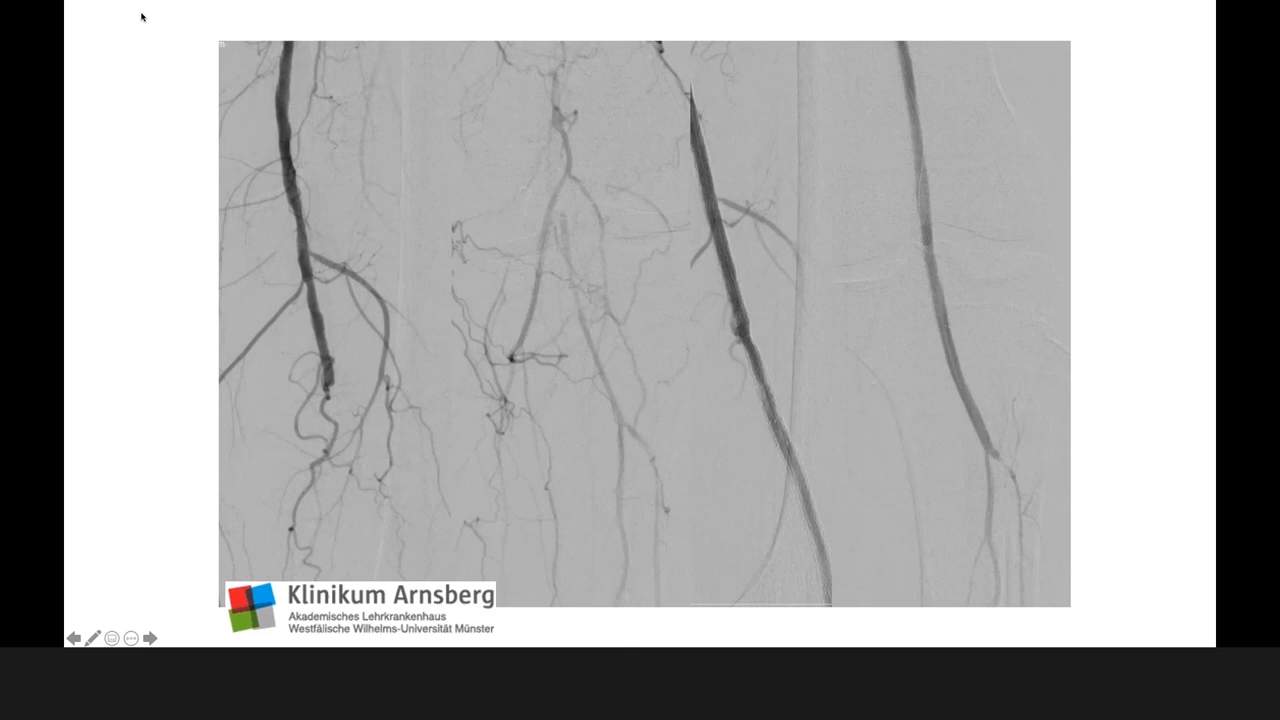 Klinikum Arnsberg
Akademisches Lehrkrankenhaus
Westfälische Wilhelms-Universität Münster